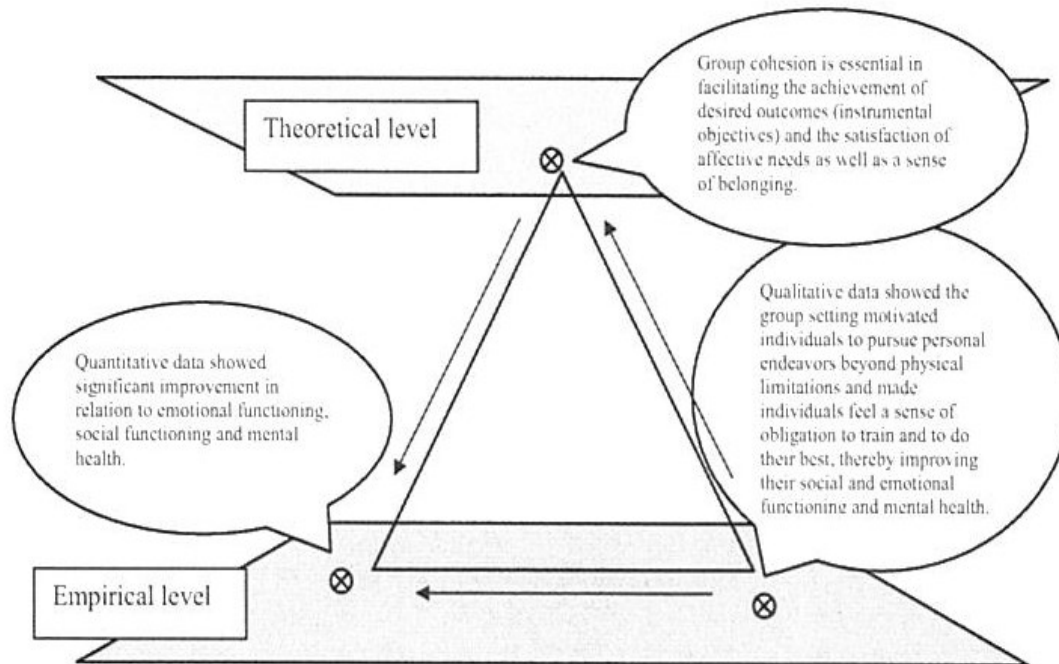 Theoretical level
Group cohesion is essential in
facilitating the achievement of
desired outcomes (instrumental
objectives) and the satisfaction of
affective needs as well as a sense
of belonging.
Quantitative data showed
significant improvement in
relation to emotional functioning,
social functioning and mental
health.
Qualitative data showed the
group setting motivated
individuals to pursue personal
endeavors beyond physical
limitations and made
individuals feel a sense of
obligation to train and to do
their best, thereby improving
their social and emotional
functioning and mental health.
Empirical level